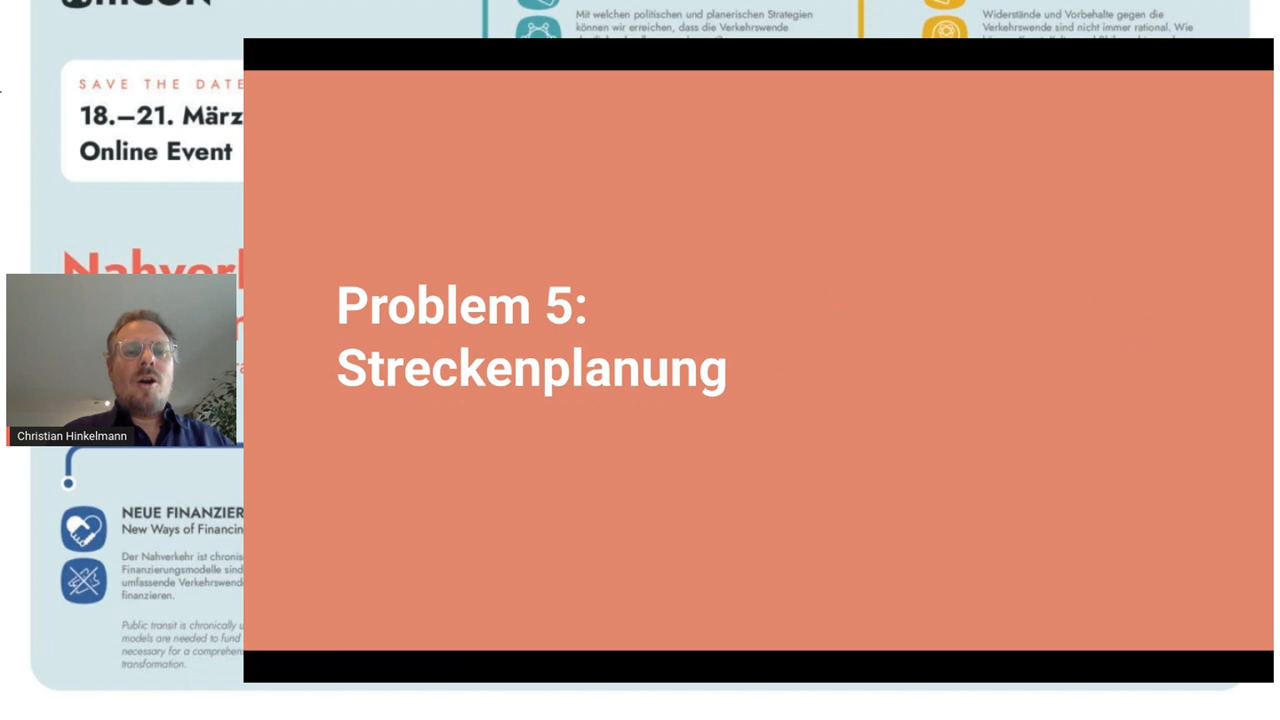 Mit welchen politischen und planerischen Strategien
können wir erreichen, dass die Verkehrswende
Widerstände und Vorbehalte gegen die
Verkehrswende sind nicht immer rational. Wie
SAVE THE DATE
18.–21. März
Online Event
Nahverk
Problem 5:
Streckenplanung
Christian Hinkelmann
NEUE FINANZIER
New Ways of Financin
Der Nahverkehr ist chronis
Finanzierungsmodelle sind
umfassende Verkehrswend
finanzieren.
Public transit is chronically u
models are needed to fund
necessary for a comprehen
transformation.